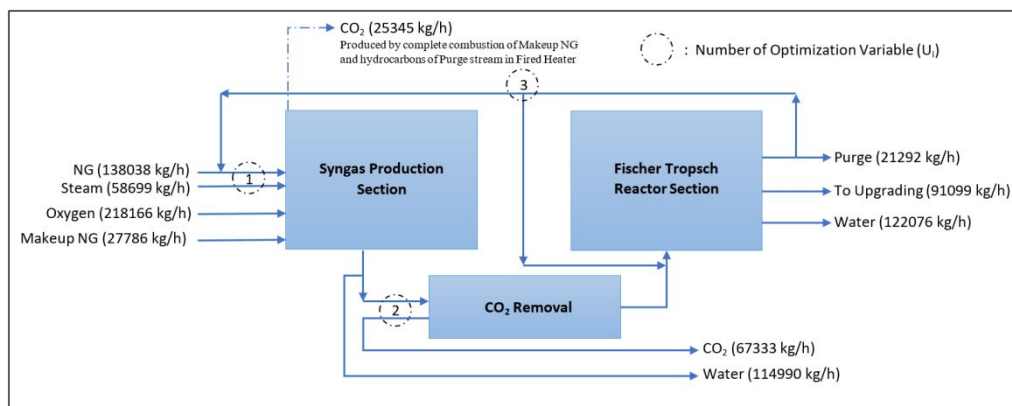 CO₂ (25345 kg/h)
Produced by complete combustion of Makeup NG
and hydrocarbons of Purge stream in Fired Heater
: Number of Optimization Variable (Uᵢ)
3
NG (138038 kg/h)
1
Steam (58699 kg/h)
Oxygen (218166 kg/h)
Makeup NG (27786 kg/h)
Syngas Production
Section
Fischer Tropsch
Reactor Section
Purge (21292 kg/h)
To Upgrading (91099 kg/h)
Water (122076 kg/h)
2
CO₂ Removal
CO₂ (67333 kg/h)
Water (114990 kg/h)